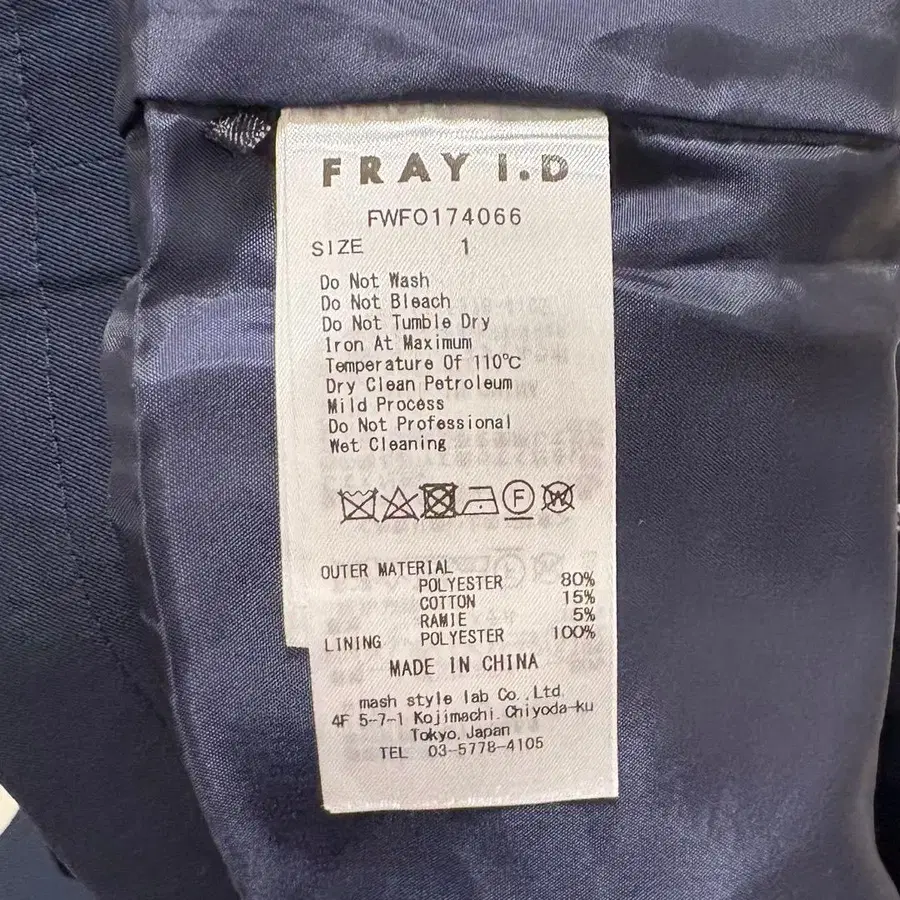 FRAY I.D
FWFO174066
SIZE 1
Do Not Wash
Do Not Bleach
Do Not Tumble Dry
Iron At Maximum
Temperature Of 110℃
Dry Clean Petroleum
Mild Process
Do Not Professional
Wet Cleaning
F W
OUTER MATERIAL
POLYESTER 80%
COTTON 15%
RAMIE 5%
LINING POLYESTER 100%
MADE IN CHINA
mash style lab Co.,Ltd.
4F 5-7-1 Kojimachi.Chiyoda-ku
Tokyo.Japan
TEL 03-5778-4105